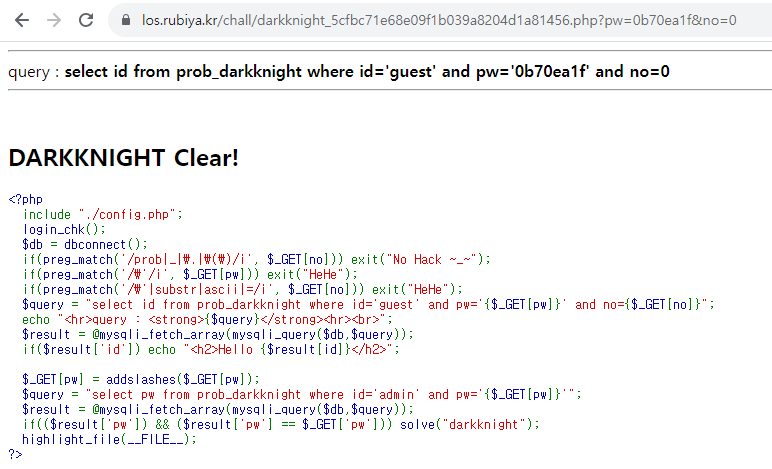 los.rubiya.kr/chall/darkknight_5cfbc71e68e09f1b039a8204d1a81456.php?pw=0b70ea1f&no=0
query : select id from prob_darkknight where id='guest' and pw='0b70ea1f' and no=0
DARKKNIGHT Clear!
<?php
  include "./config.php";
  login_chk();
  $db = dbconnect();
  if(preg_match('/prob|_|₩.|₩(₩)/i', $_GET[no])) exit("No Hack ~_~");
  if(preg_match('/₩'/i', $_GET[pw])) exit("HeHe");
  if(preg_match('/₩'|substr|ascii|=/i', $_GET[no])) exit("HeHe");
  $query = "select id from prob_darkknight where id='guest' and pw='{$_GET[pw]}' and no={$_GET[no]}";
  echo "<hr>query : <strong>{$query}</strong><hr><br>";
  $result = @mysqli_fetch_array(mysqli_query($db,$query));
  if($result['id']) echo "<h2>Hello {$result[id]}</h2>";
  $_GET[pw] = addslashes($_GET[pw]);
  $query = "select pw from prob_darkknight where id='admin' and pw='{$_GET[pw]}'";
  $result = @mysqli_fetch_array(mysqli_query($db,$query));
  if(($result['pw']) && ($result['pw'] == $_GET['pw'])) solve("darkknight");
  highlight_file(__FILE__);
?>